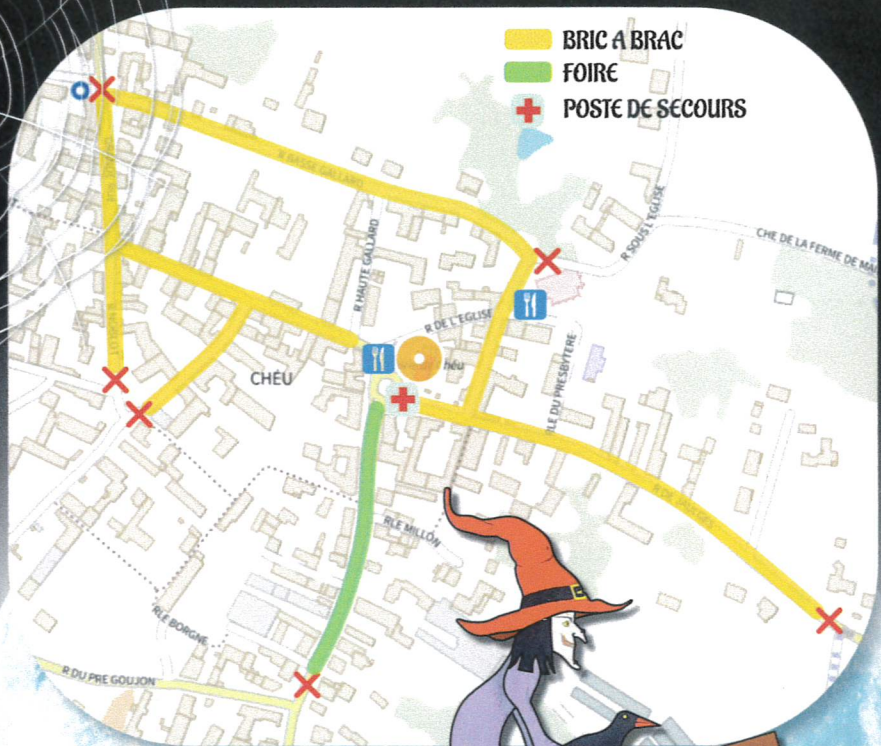 BRIC A BRAC
FOIRE
POSTE DE SECOURS
R BASSE GALLARD
R HAUTE GALLARD
R SOUS L'EGLISE
CHE DE LA FERME DE
R DE L'EGLISE
CHÉU
Chéu
RLE DU PRESBYTERE
RLE MILLON
RLE BORGNE
R DU PRE GOUJON